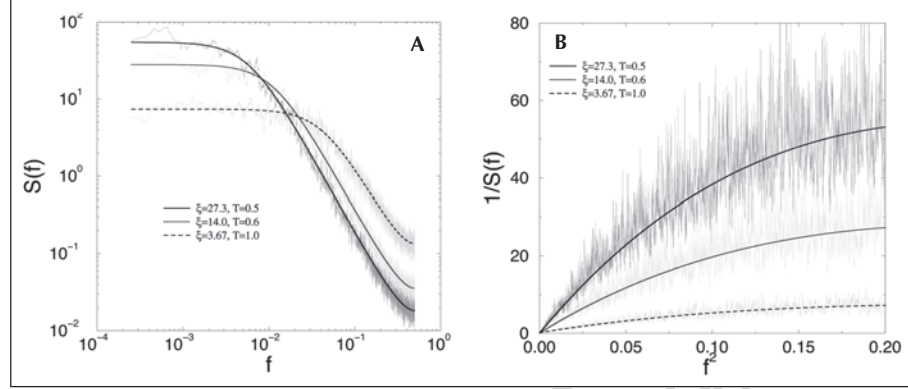 A
10²
10¹
10⁰
10⁻¹
10⁻²
S(f)
ξ=27.3, T=0.5
ξ=14.0, T=0.6
ξ=3.67, T=1.0
10⁻⁴ 10⁻³ 10⁻² 10⁻¹ 10⁰
f
B
80
60
40
20
0
1/S(f)
ξ=27.3, T=0.5
ξ=14.0, T=0.6
ξ=3.67, T=1.0
0.00 0.05 0.10 0.15 0.20
f²